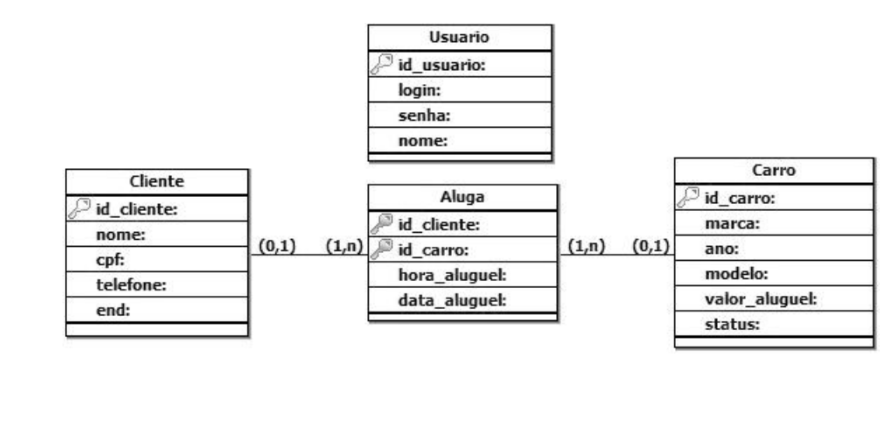 Usuario
id_usuario:
login:
senha:
nome:
Cliente
id_cliente:
nome:
cpf:
telefone:
end:
(0,1)
(1,n)
Aluga
id_cliente:
id_carro:
hora_aluguel:
data_aluguel:
(1,n)
(0,1)
Carro
id_carro:
marca:
ano:
modelo:
valor_aluguel:
status: